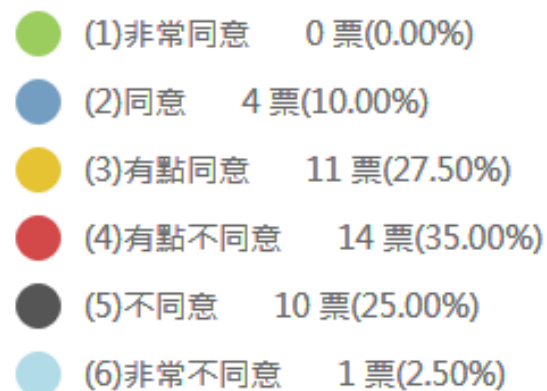 (1)非常同意 0 票(0.00%)
(2)同意 4 票(10.00%)
(3)有點同意 11 票(27.50%)
(4)有點不同意 14 票(35.00%)
(5)不同意 10 票(25.00%)
(6)非常不同意 1 票(2.50%)